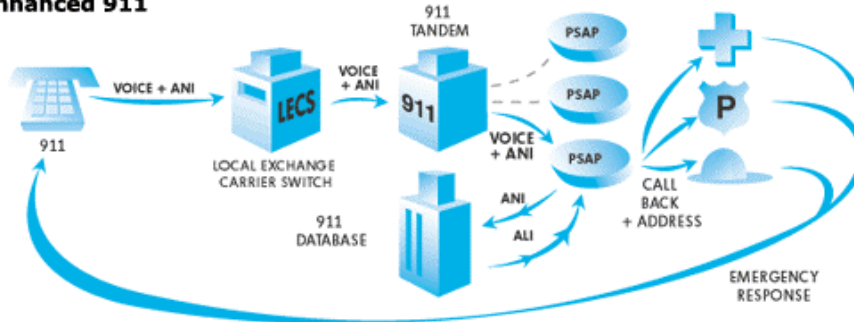 Enhanced 911
911
TANDEM
PSAP
PSAP
PSAP
VOICE + ANI
VOICE
+ ANI
LECS
911
P
911
LOCAL EXCHANGE
CARRIER SWITCH
VOICE
+ ANI
CALL
BACK
+ ADDRESS
911
DATABASE
ANI
ALI
EMERGENCY
RESPONSE